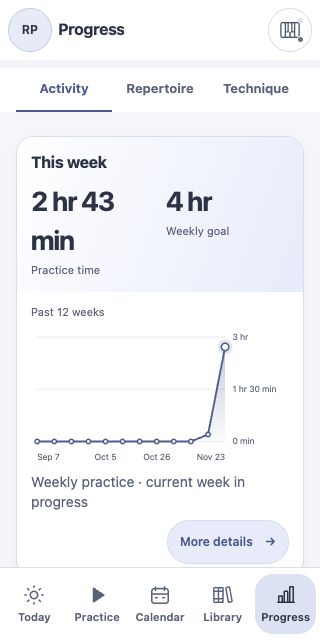 RP Progress
Activity Repertoire Technique
This week
2 hr 43 4 hr
min
Weekly goal
Practice time
Past 12 weeks
3 hr
1 hr 30 min
0 min
Sep 7 Oct 5 Oct 26 Nov 23
Weekly practice · current week in
progress
More details →
Today Practice Calendar Library Progress